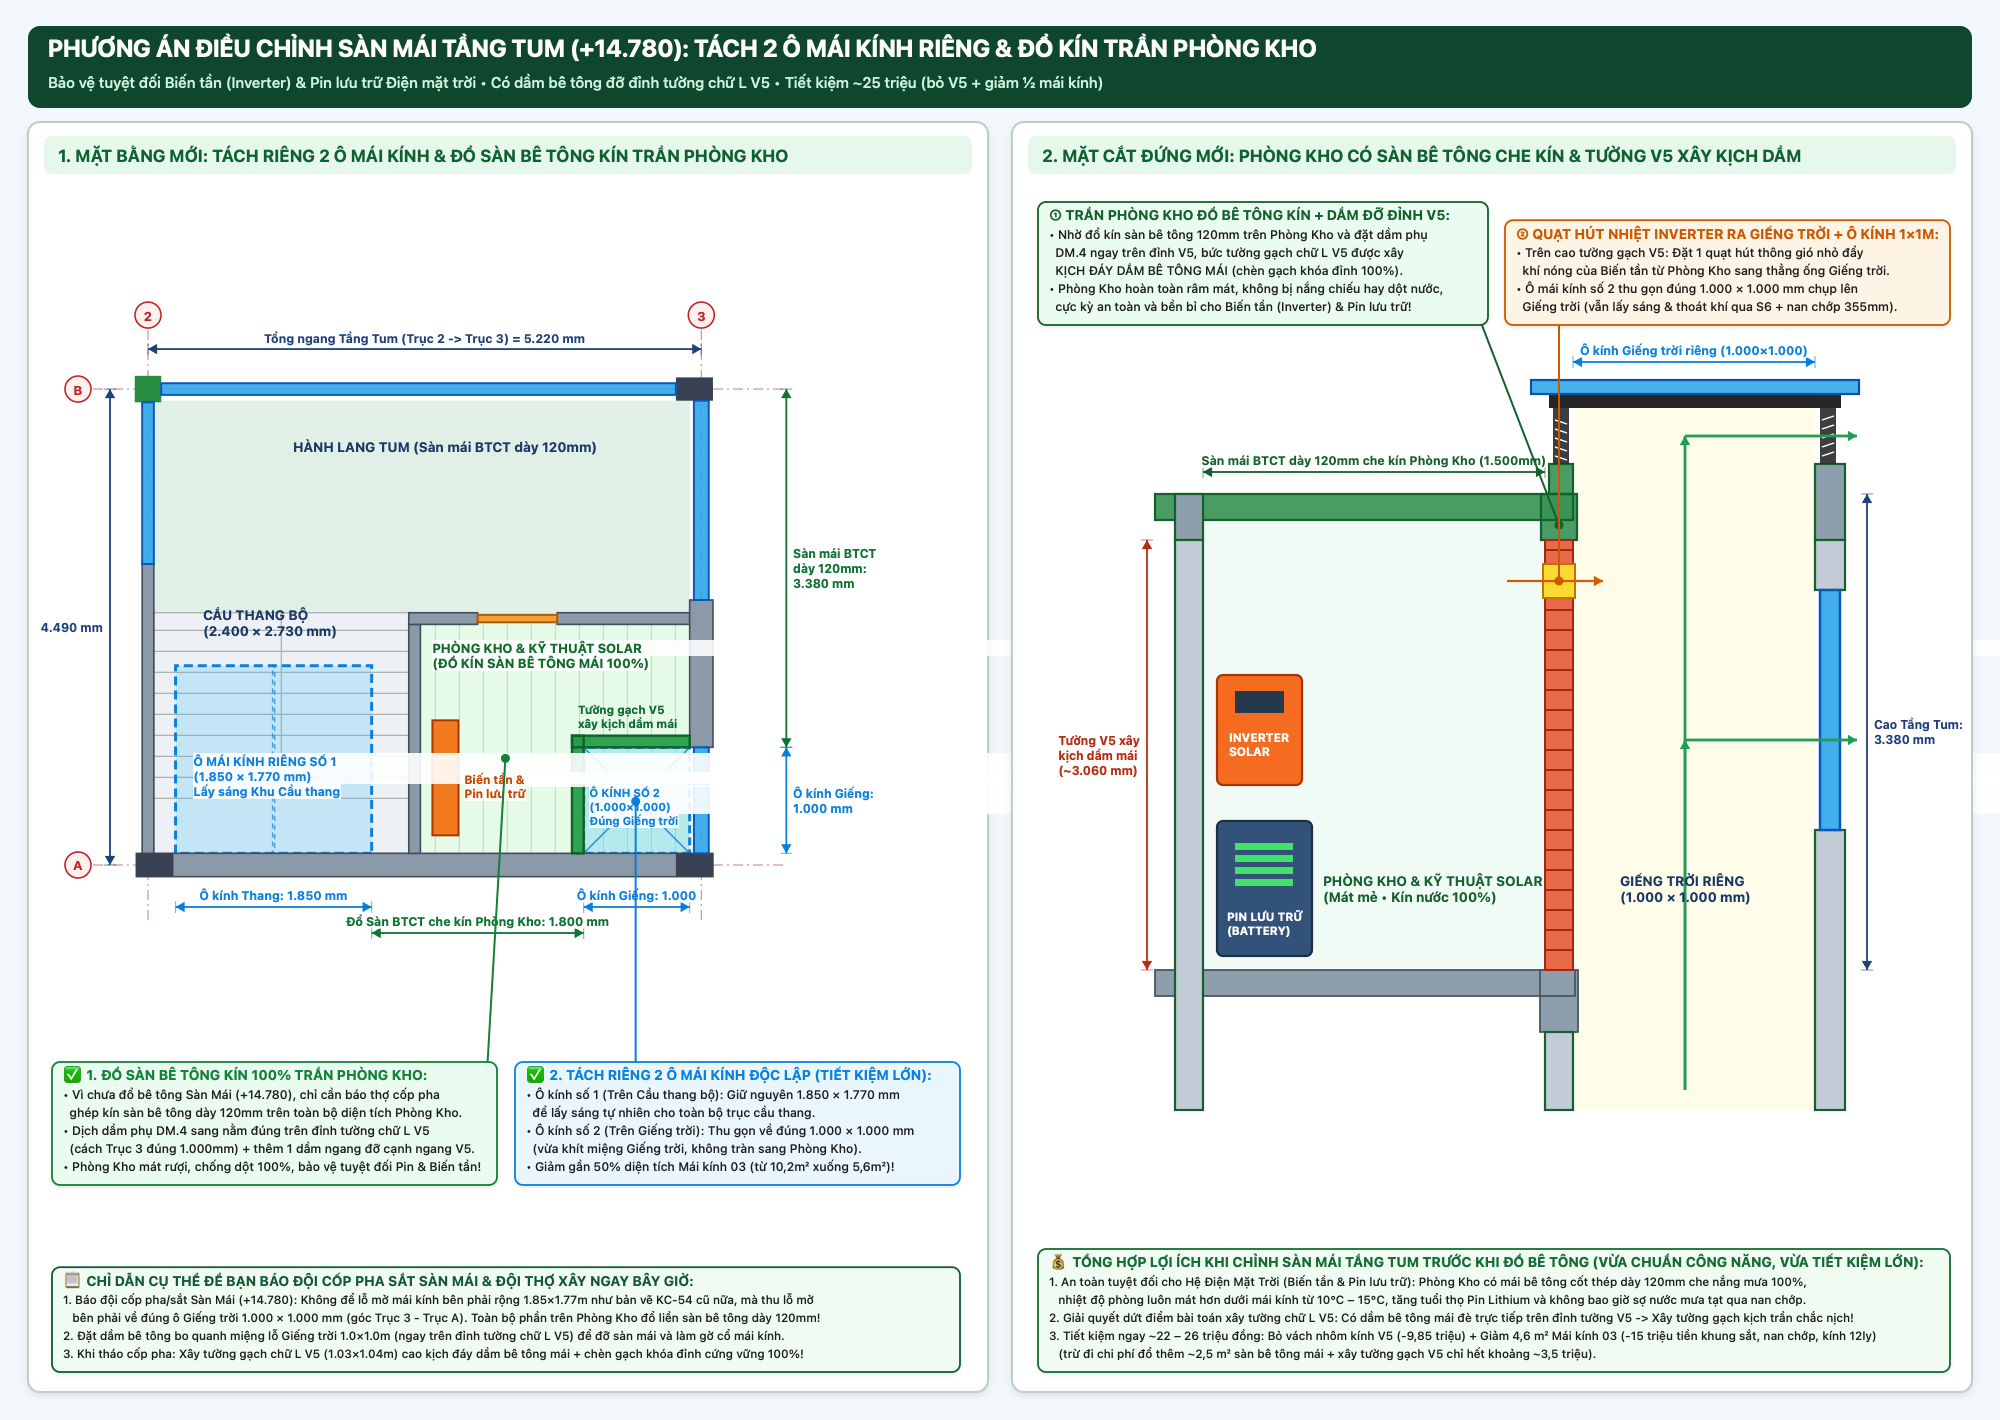 PHƯƠNG ÁN ĐIỀU CHỈNH SÀN MÁI TẦNG TUM (+14.780): TÁCH 2 Ô MÁI KÍNH RIÊNG & ĐỔ KÍN TRẦN PHÒNG KHO
Bảo vệ tuyệt đối Biến tần (Inverter) & Pin lưu trữ Điện mặt trời • Có dầm bê tông đỡ đỉnh tường chữ L V5 • Tiết kiệm ~25 triệu (bỏ V5 + giảm ½ mái kính)
1. MẶT BẰNG MỚI: TÁCH RIÊNG 2 Ô MÁI KÍNH & ĐỔ SÀN BÊ TÔNG KÍN TRẦN PHÒNG KHO
2
3
Tổng ngang Tầng Tum (Trục 2 -> Trục 3) = 5.220 mm
B
HÀNH LANG TUM (Sàn mái BTCT dày 120mm)
Sàn mái BTCT
dày 120mm:
3.380 mm
4.490 mm
CẦU THANG BỘ
(2.400 × 2.730 mm)
PHÒNG KHO & KỸ THUẬT SOLAR
(ĐỔ KÍN SÀN BÊ TÔNG MÁI 100%)
Tường gạch V5
xây kịch dầm mái
Ô MÁI KÍNH RIÊNG SỐ 1
(1.850 × 1.770 mm)
Lấy sáng Khu Cầu thang
Biến tần &
Pin lưu trữ
Ô KÍNH SỐ 2
(1.000×1.000)
Đúng Giếng trời
Ô kính Giếng:
1.000 mm
A
Ô kính Thang: 1.850 mm
Ô kính Giếng: 1.000
Đổ Sàn BTCT che kín Phòng Kho: 1.800 mm
✅ 1. ĐỔ SÀN BÊ TÔNG KÍN 100% TRẦN PHÒNG KHO:
• Vì chưa đổ bê tông Sàn Mái (+14.780), chỉ cần báo thợ cốp pha
ghép kín sàn bê tông dày 120mm trên toàn bộ diện tích Phòng Kho.
• Dịch dầm phụ DM.4 sang nằm đúng trên đỉnh tường chữ L V5
(cách Trục 3 đúng 1.000mm) + thêm 1 dầm ngang đỡ cạnh ngang V5.
• Phòng Kho mát rượi, chống dột 100%, bảo vệ tuyệt đối Pin & Biến tần!
✅ 2. TÁCH RIÊNG 2 Ô MÁI KÍNH ĐỘC LẬP (TIẾT KIỆM LỚN):
• Ô kính số 1 (Trên Cầu thang bộ): Giữ nguyên 1.850 × 1.770 mm
để lấy sáng tự nhiên cho toàn bộ trục cầu thang.
• Ô kính số 2 (Trên Giếng trời): Thu gọn về đúng 1.000 × 1.000 mm
(vừa khít miệng Giếng trời, không tràn sang Phòng Kho).
• Giảm gần 50% diện tích Mái kính 03 (từ 10,2m² xuống 5,6m²)!
📋 CHỈ DẪN CỤ THỂ ĐỂ BẠN BÁO ĐỘI CỐP PHA SẮT SÀN MÁI & ĐỘI THỢ XÂY NGAY BÂY GIỜ:
1. Báo đội cốp pha/sắt Sàn Mái (+14.780): Không để lỗ mở mái kính bên phải rộng 1.85×1.77m như bản vẽ KC-54 cũ nữa, mà thu lỗ mở
bên phải về đúng ô Giếng trời 1.000 × 1.000 mm (góc Trục 3 - Trục A). Toàn bộ phần trên Phòng Kho đổ liền sàn bê tông dày 120mm!
2. Đặt dầm bê tông bo quanh miệng lỗ Giếng trời 1.0×1.0m (ngay trên đỉnh tường chữ L V5) để đỡ sàn mái và làm gờ cổ mái kính.
3. Khi tháo cốp pha: Xây tường gạch chữ L V5 (1.03×1.04m) cao kịch đáy dầm bê tông mái + chèn gạch khóa đỉnh cứng vững 100%!
2. MẶT CẮT ĐỨNG MỚI: PHÒNG KHO CÓ SÀN BÊ TÔNG CHE KÍN & TƯỜNG V5 XÂY KỊCH DẦM
① TRẦN PHÒNG KHO ĐỔ BÊ TÔNG KÍN + DẦM ĐỠ ĐỈNH V5:
• Nhờ đổ kín sàn bê tông 120mm trên Phòng Kho và đặt dầm phụ
DM.4 ngay trên đỉnh V5, bức tường gạch chữ L V5 được xây
KỊCH ĐÁY DẦM BÊ TÔNG MÁI (chèn gạch khóa đỉnh 100%).
• Phòng Kho hoàn toàn râm mát, không bị nắng chiếu hay dột nước,
cực kỳ an toàn và bền bỉ cho Biến tần (Inverter) & Pin lưu trữ!
② QUẠT HÚT NHIỆT INVERTER RA GIẾNG TRỜI + Ô KÍNH 1×1M:
• Trên cao tường gạch V5: Đặt 1 quạt hút thông gió nhỏ đẩy
khí nóng của Biến tần từ Phòng Kho sang thẳng ống Giếng trời.
• Ô mái kính số 2 thu gọn đúng 1.000 × 1.000 mm chụp lên
Giếng trời (vẫn lấy sáng & thoát khí qua S6 + nan chớp 355mm).
Ô kính Giếng trời riêng (1.000×1.000)
Sàn mái BTCT dày 120mm che kín Phòng Kho (1.500mm)
Tường V5 xây
kịch dầm mái
(~3.060 mm)
INVERTER
SOLAR
Cao Tầng Tum:
3.380 mm
PIN LƯU TRỮ
(BATTERY)
PHÒNG KHO & KỸ THUẬT SOLAR
(Mát mẻ • Kín nước 100%)
GIẾNG TRỜI RIÊNG
(1.000 × 1.000 mm)
💰 TỔNG HỢP LỢI ÍCH KHI CHỈNH SÀN MÁI TẦNG TUM TRƯỚC KHI ĐỔ BÊ TÔNG (VỪA CHUẨN CÔNG NĂNG, VỪA TIẾT KIỆM LỚN):
1. An toàn tuyệt đối cho Hệ Điện Mặt Trời (Biến tần & Pin lưu trữ): Phòng Kho có mái bê tông cốt thép dày 120mm che nắng mưa 100%,
nhiệt độ phòng luôn mát hơn dưới mái kính từ 10°C – 15°C, tăng tuổi thọ Pin Lithium và không bao giờ sợ nước mưa tạt qua nan chớp.
2. Giải quyết dứt điểm bài toán xây tường chữ L V5: Có dầm bê tông mái đè trực tiếp trên đỉnh tường V5 -> Xây tường gạch kịch trần chắc nịch!
3. Tiết kiệm ngay ~22 – 26 triệu đồng: Bỏ vách nhôm kính V5 (-9,85 triệu) + Giảm 4,6 m² Mái kính 03 (-15 triệu tiền khung sắt, nan chớp, kính 12ly)
(trừ đi chi phí đổ thêm ~2,5 m² sàn bê tông mái + xây tường gạch V5 chỉ hết khoảng ~3,5 triệu).